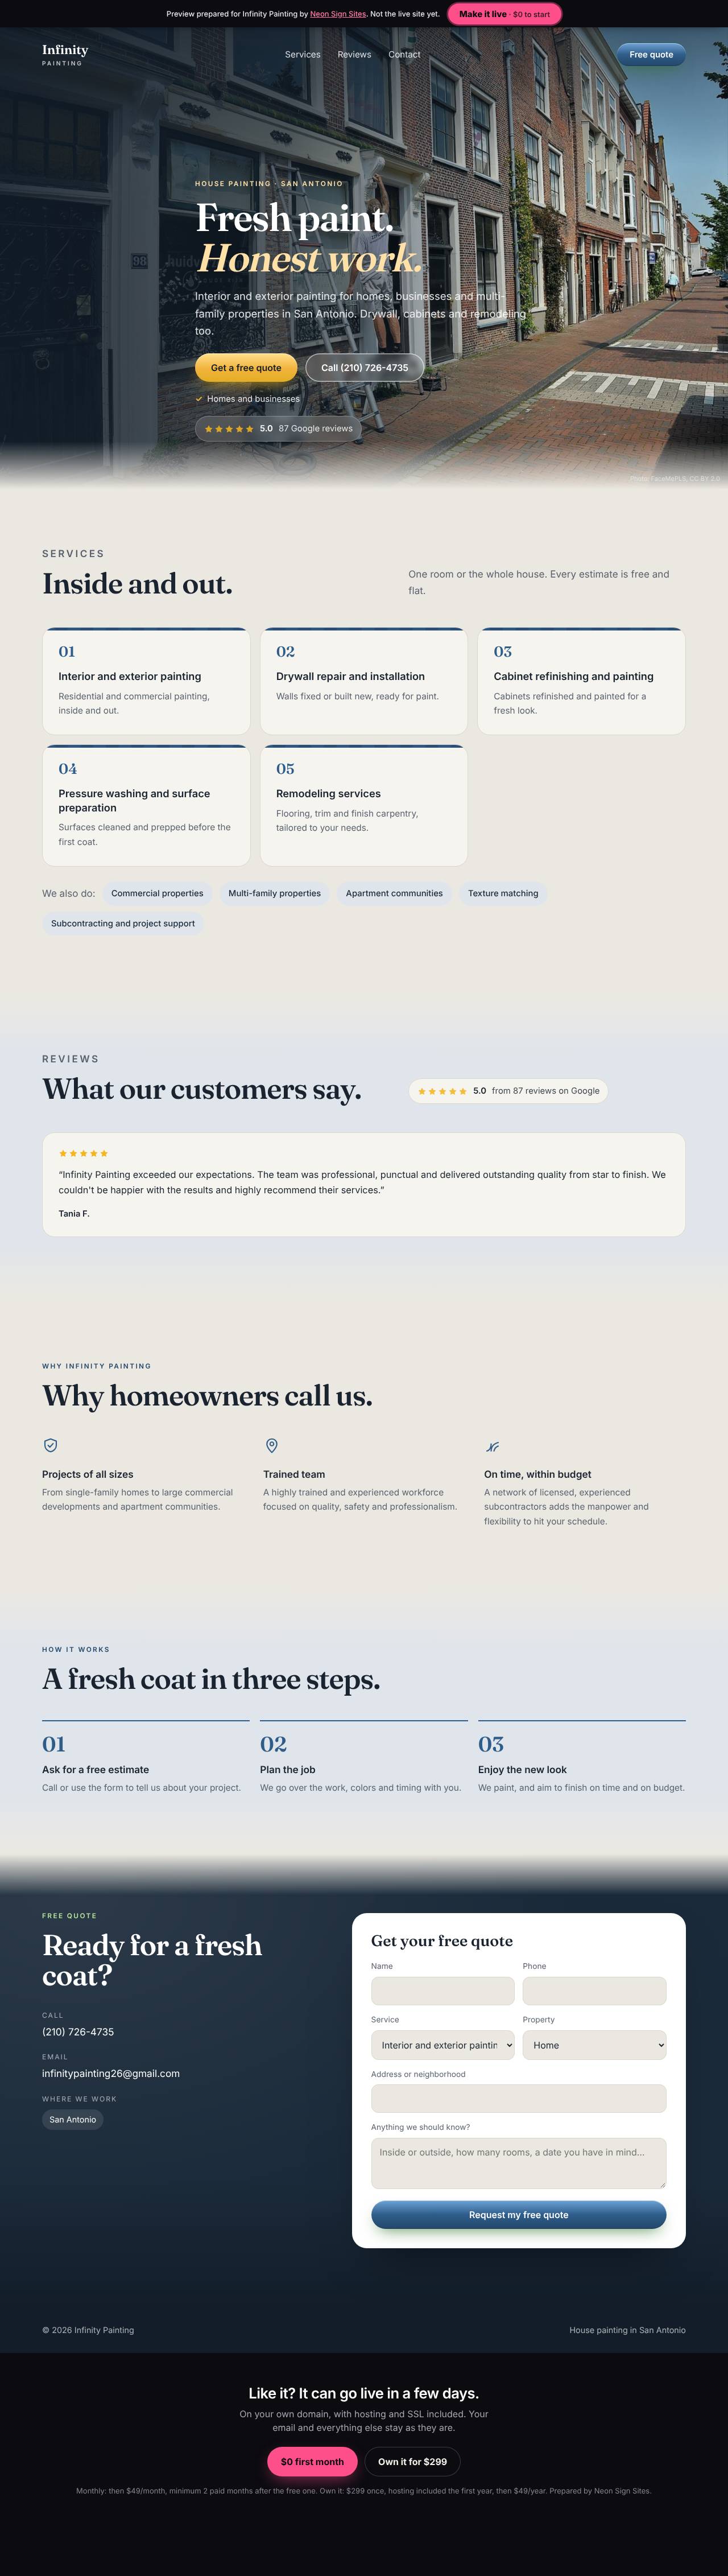 Preview prepared for Infinity Painting by Neon Sign Sites. Not the live site yet.
Make it live · $0 to start
Infinity
PAINTING
Services
Reviews
Contact
Free quote
HOUSE PAINTING · SAN ANTONIO
98
Fresh paint.
Honest work.
Interior and exterior painting for homes, businesses and multi-
family properties in San Antonio. Drywall, cabinets and remodeling
too.
Get a free quote
Call (210) 726-4735
Homes and businesses
5.0 87 Google reviews
SERVICES
Inside and out.
One room or the whole house. Every estimate is free and
flat.
01
Interior and exterior painting
Residential and commercial painting,
inside and out.
02
Drywall repair and installation
Walls fixed or built new, ready for paint.
03
Cabinet refinishing and painting
Cabinets refinished and painted for a
fresh look.
04
Pressure washing and surface
preparation
Surfaces cleaned and prepped before the
first coat.
05
Remodeling services
Flooring, trim and finish carpentry,
tailored to your needs.
We also do:
Commercial properties
Multi-family properties
Apartment communities
Texture matching
Subcontracting and project support
REVIEWS
What our customers say.
5.0 from 87 reviews on Google
“Infinity Painting exceeded our expectations. The team was professional, punctual and delivered outstanding quality from star to finish. We
couldn't be happier with the results and highly recommend their services.”
Tania F.
WHY INFINITY PAINTING
Why homeowners call us.
Projects of all sizes
From single-family homes to large commercial
developments and apartment communities.
Trained team
A highly trained and experienced workforce
focused on quality, safety and professionalism.
On time, within budget
A network of licensed, experienced
subcontractors adds the manpower and
flexibility to hit your schedule.
HOW IT WORKS
A fresh coat in three steps.
01
Ask for a free estimate
Call or use the form to tell us about your project.
02
Plan the job
We go over the work, colors and timing with you.
03
Enjoy the new look
We paint, and aim to finish on time and on budget.
FREE QUOTE
Ready for a fresh
coat?
CALL
(210) 726-4735
EMAIL
infinitypainting26@gmail.com
WHERE WE WORK
San Antonio
Get your free quote
Name
Phone
Service
Interior and exterior paintin
Property
Home
Address or neighborhood
Anything we should know?
Inside or outside, how many rooms, a date you have in mind...
Request my free quote
© 2026 Infinity Painting
House painting in San Antonio
Like it? It can go live in a few days.
On your own domain, with hosting and SSL included. Your
email and everything else stay as they are.
$0 first month
Own it for $299
Monthly: then $49/month, minimum 2 paid months after the free one. Own it: $299 once, hosting included the first year, then $49/year. Prepared by Neon Sign Sites.